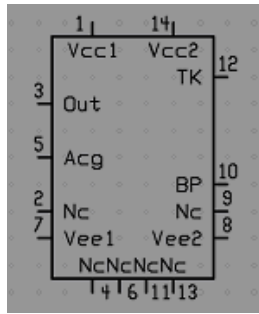 1 14
Vcc1 Vcc2
TK 12
3 Out
5 Acg
BP 10
2 Nc Nc 9
7 Vee1 Vee2 8
NcNcNcNc
4 6 11 13